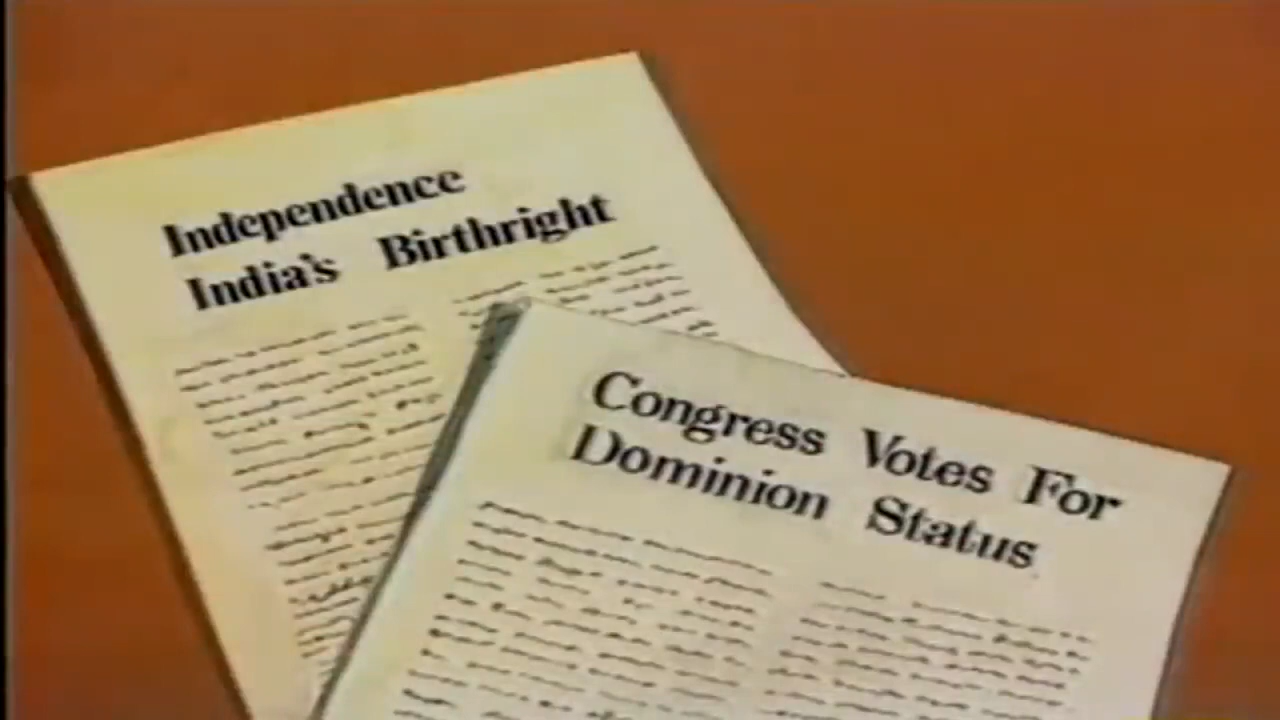 Independence
India's Birthright
Congress Votes For
Dominion Status